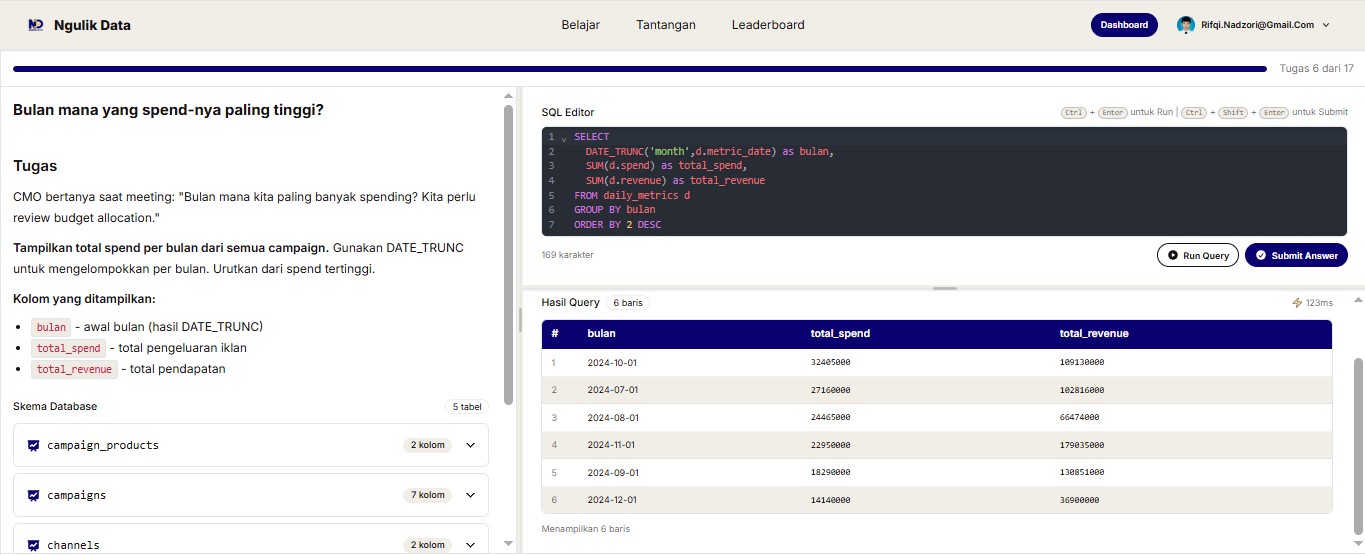 Ngulik Data
Belajar
Tantangan
Leaderboard
Dashboard
Rifqi.Nadzori@Gmail.Com
Tugas 6 dari 17
Bulan mana yang spend-nya paling tinggi?
Tugas
CMO bertanya saat meeting: "Bulan mana kita paling banyak spending? Kita perlu
review budget allocation."
Tampilkan total spend per bulan dari semua campaign. Gunakan DATE_TRUNC
untuk mengelompokkan per bulan. Urutkan dari spend tertinggi.
Kolom yang ditampilkan:
• bulan - awal bulan (hasil DATE_TRUNC)
• total_spend - total pengeluaran iklan
• total_revenue - total pendapatan
Skema Database 5 tabel
campaign_products 2 kolom
campaigns 7 kolom
channels 2 kolom
SQL Editor
Ctrl + Enter untuk Run | Ctrl + Shift + Enter untuk Submit
1 SELECT
2 DATE_TRUNC('month',d.metric_date) as bulan,
3 SUM(d.spend) as total_spend,
4 SUM(d.revenue) as total_revenue
5 FROM daily_metrics d
6 GROUP BY bulan
7 ORDER BY 2 DESC
169 karakter
Run Query
Submit Answer
Hasil Query 6 baris 123ms
# bulan total_spend total_revenue
1 2024-10-01 32405000 109130000
2 2024-07-01 27160000 102816000
3 2024-08-01 24465000 66474000
4 2024-11-01 22950000 179035000
5 2024-09-01 18290000 130851000
6 2024-12-01 14140000 36900000
Menampilkan 6 baris